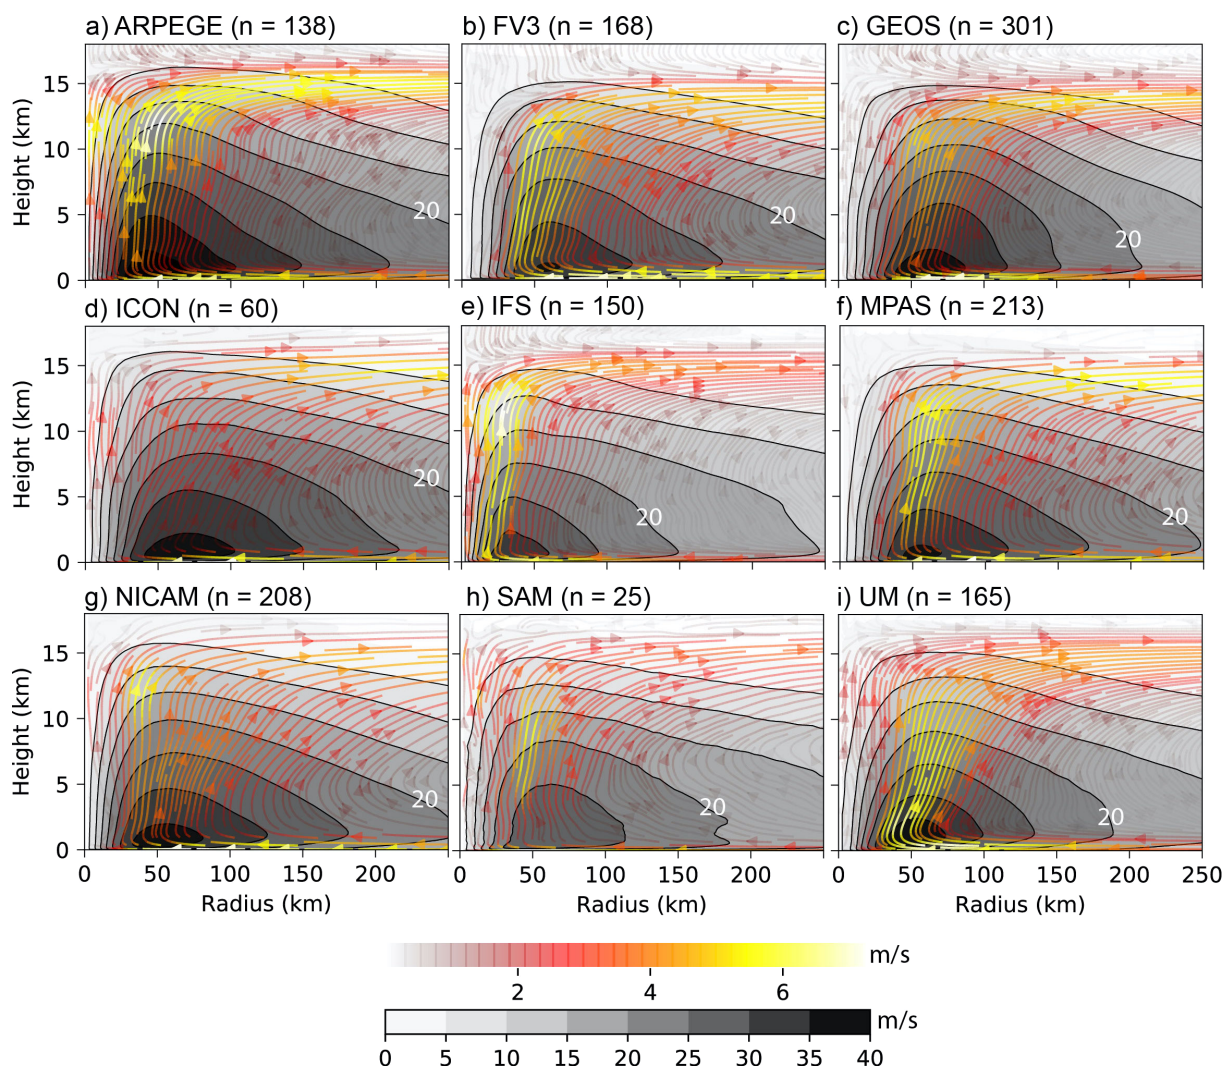 a) ARPEGE (n = 138)
b) FV3 (n = 168)
c) GEOS (n = 301)
Height (km)
15
10
5
0
20
20
20
d) ICON (n = 60)
e) IFS (n = 150)
f) MPAS (n = 213)
Height (km)
15
10
5
0
20
20
20
g) NICAM (n = 208)
h) SAM (n = 25)
i) UM (n = 165)
Height (km)
15
10
5
0
20
20
20
0 50 100 150 200
0 50 100 150 200
0 50 100 150 200 250
Radius (km)
Radius (km)
Radius (km)
m/s
2 4 6
m/s
0 5 10 15 20 25 30 35 40